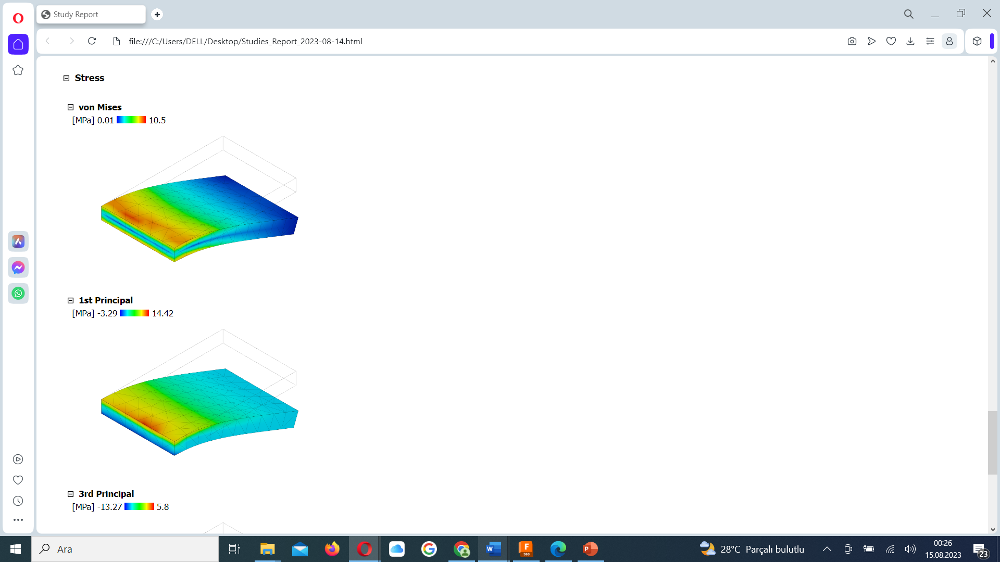 Study Report
file:///C:/Users/DELL/Desktop/Studies_Report_2023-08-14.html
Stress
von Mises
[MPa] 0.01 10.5
1st Principal
[MPa] -3.29 14.42
3rd Principal
[MPa] -13.27 5.8
Ara
W
F
360
P
28°C Parçalı bulutlu
00:26
15.08.2023
23